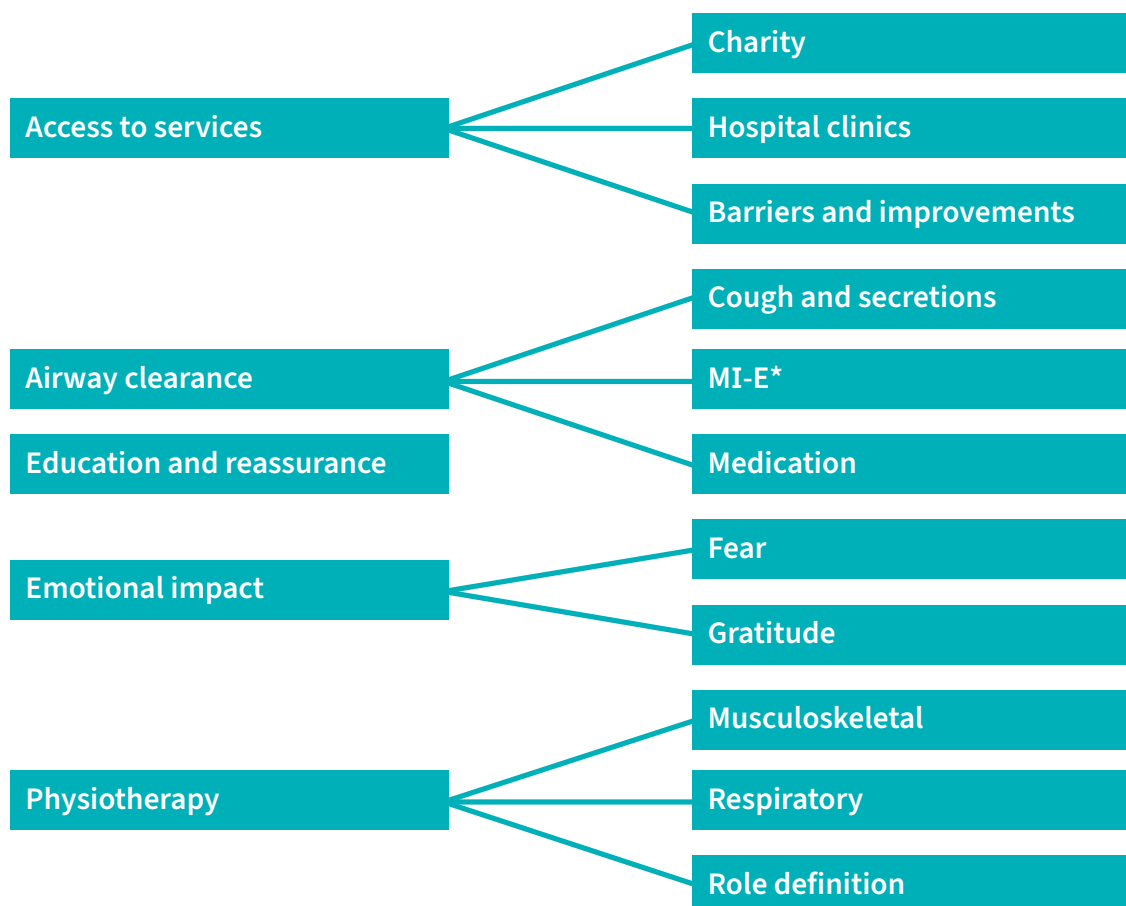 Access to services
Charity
Hospital clinics
Barriers and improvements
Airway clearance
Cough and secretions
MI-E*
Medication
Education and reassurance
Emotional impact
Fear
Gratitude
Physiotherapy
Musculoskeletal
Respiratory
Role definition